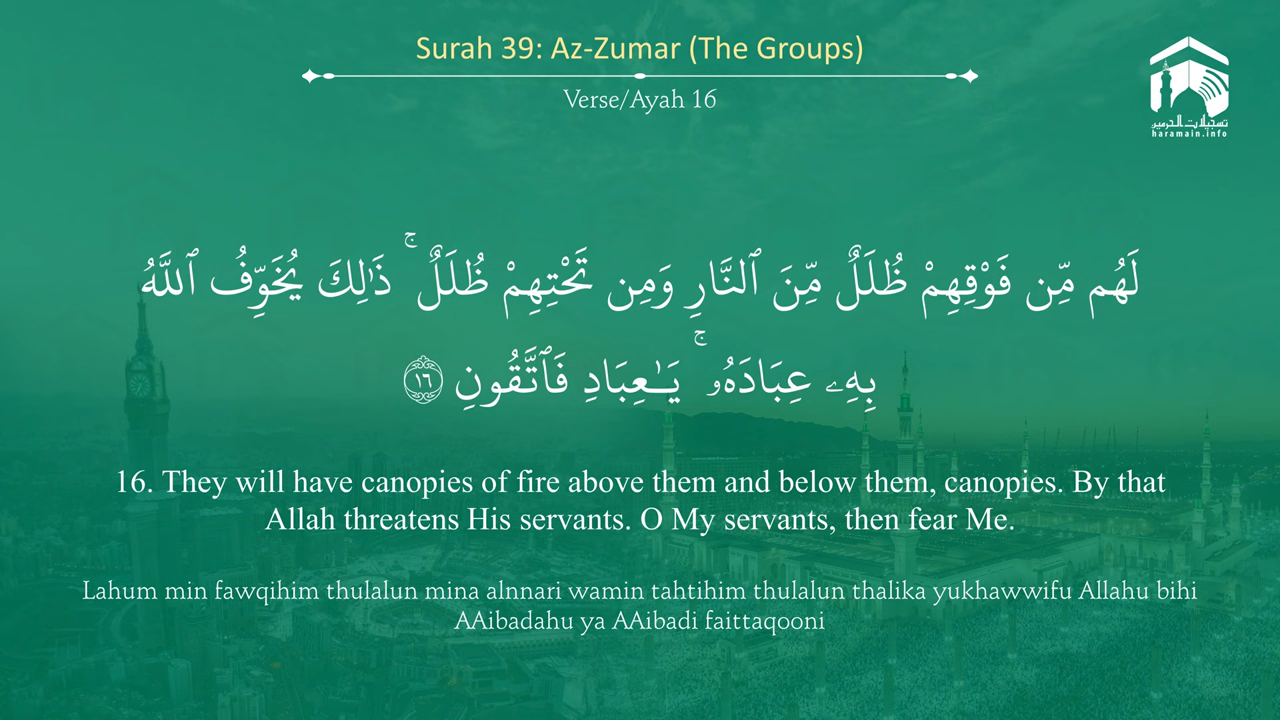 Surah 39: Az-Zumar (The Groups)
Verse/Ayah 16
تسجيلات الحرمين
haramain.info
لَهُم مِّن فَوْقِهِمْ ظُلَلٌ مِّنَ ٱلنَّارِ وَمِن تَحْتِهِمْ ظُلَلٌ ۚ ذَٰلِكَ يُخَوِّفُ ٱللَّهُ
بِهِۦ عِبَادَهُۥ ۚ يَـٰعِبَادِ فَٱتَّقُونِ ١٦
16. They will have canopies of fire above them and below them, canopies. By that
Allah threatens His servants. O My servants, then fear Me.
Lahum min fawqihim thulalun mina alnnari wamin tahtihim thulalun thalika yukhawwifu Allahu bihi
AAibadahu ya AAibadi faittaqooni